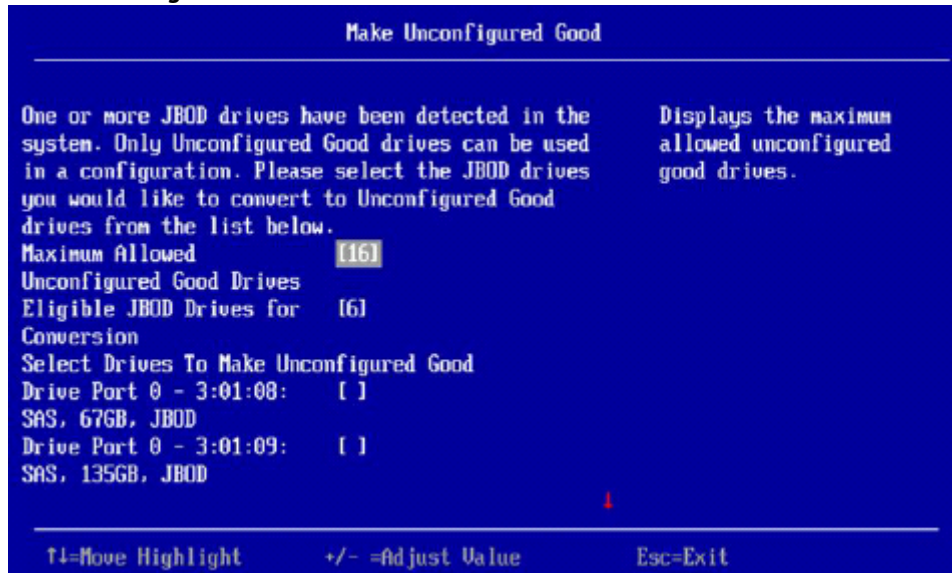 Make Unconfigured Good
One or more JBOD drives have been detected in the
system. Only Unconfigured Good drives can be used
in a configuration. Please select the JBOD drives
you would like to convert to Unconfigured Good
drives from the list below.
Displays the maximum
allowed unconfigured
good drives.
Maximum Allowed [16]
Unconfigured Good Drives
Eligible JBOD Drives for [6]
Conversion
Select Drives To Make Unconfigured Good
Drive Port 0 - 3:01:08: [ ]
SAS, 67GB, JBOD
Drive Port 0 - 3:01:09: [ ]
SAS, 135GB, JBOD
↓
↑↓=Move Highlight +/- =Adjust Value Esc=Exit